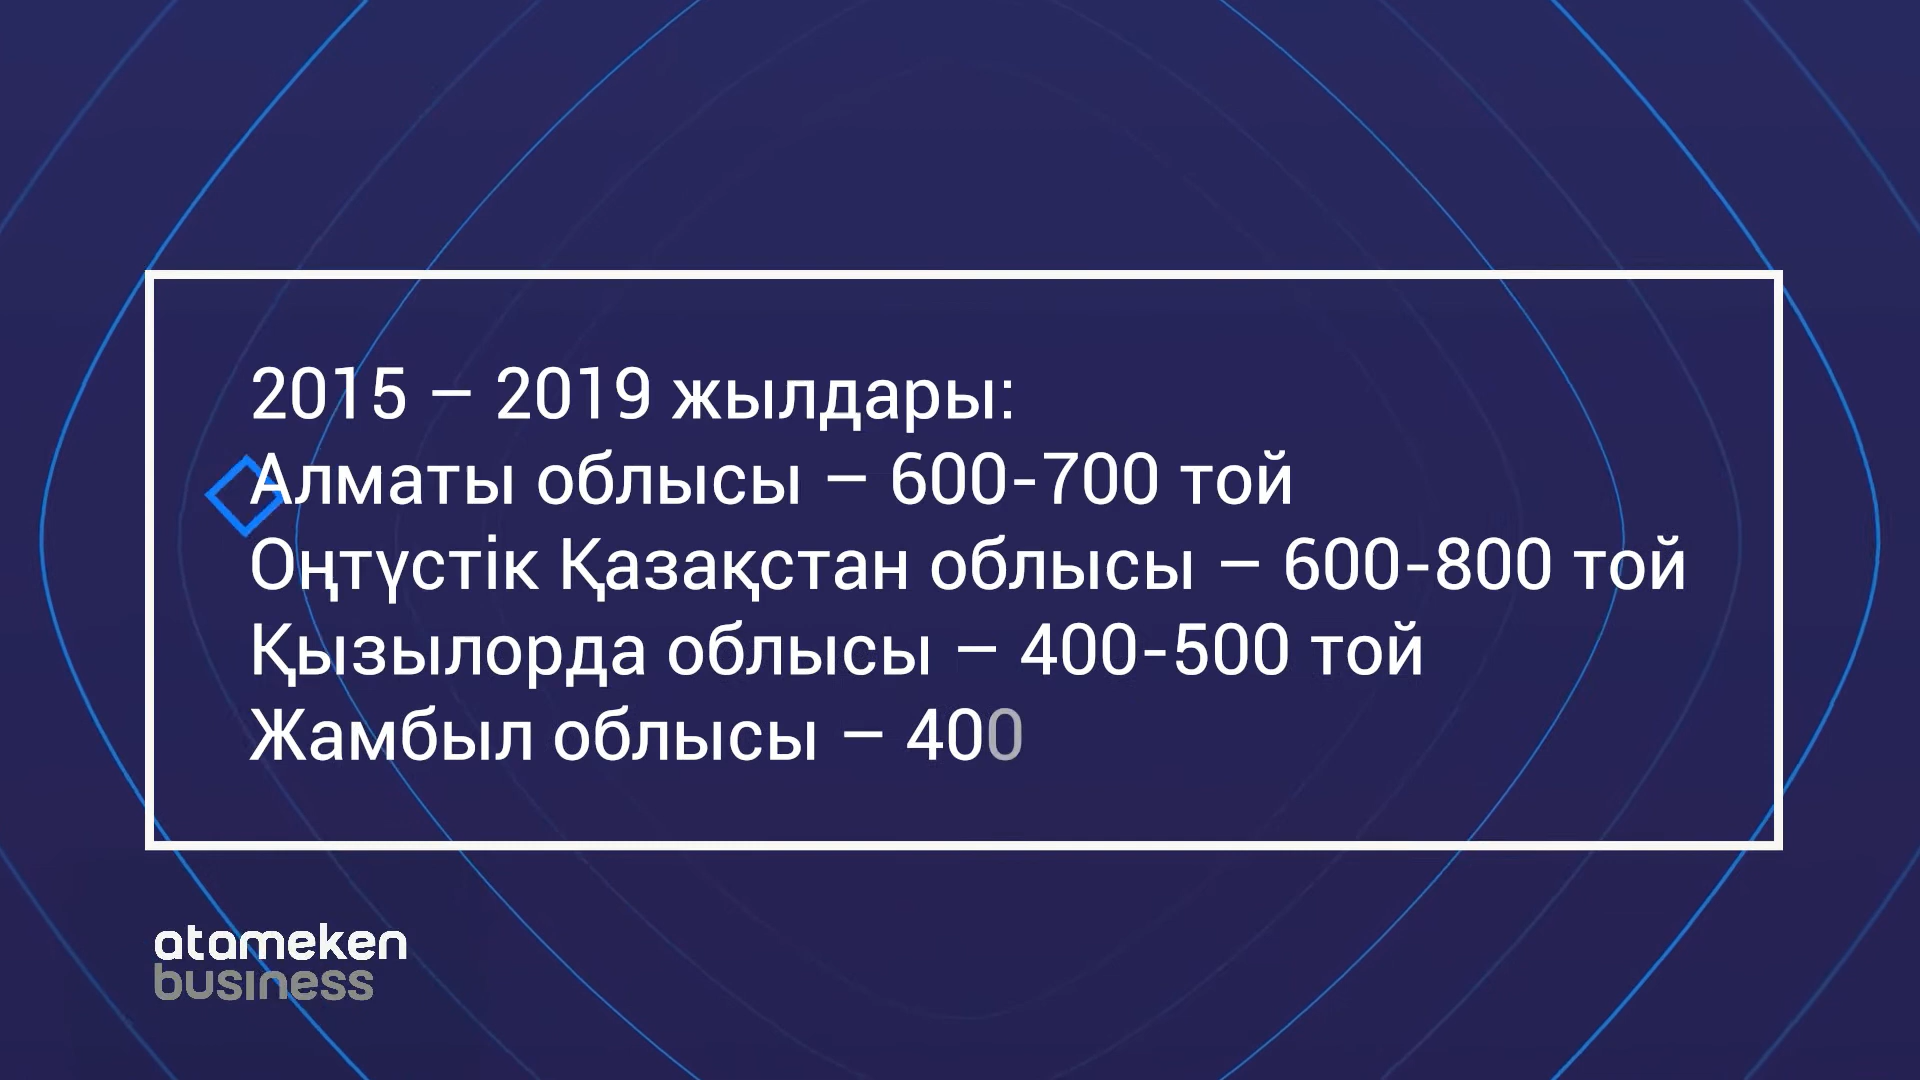 2015 – 2019 жылдары:
Алматы облысы – 600-700 той
Оңтүстік Қазақстан облысы – 600-800 той
Қызылорда облысы – 400-500 той
Жамбыл облысы – 400
atameken
business